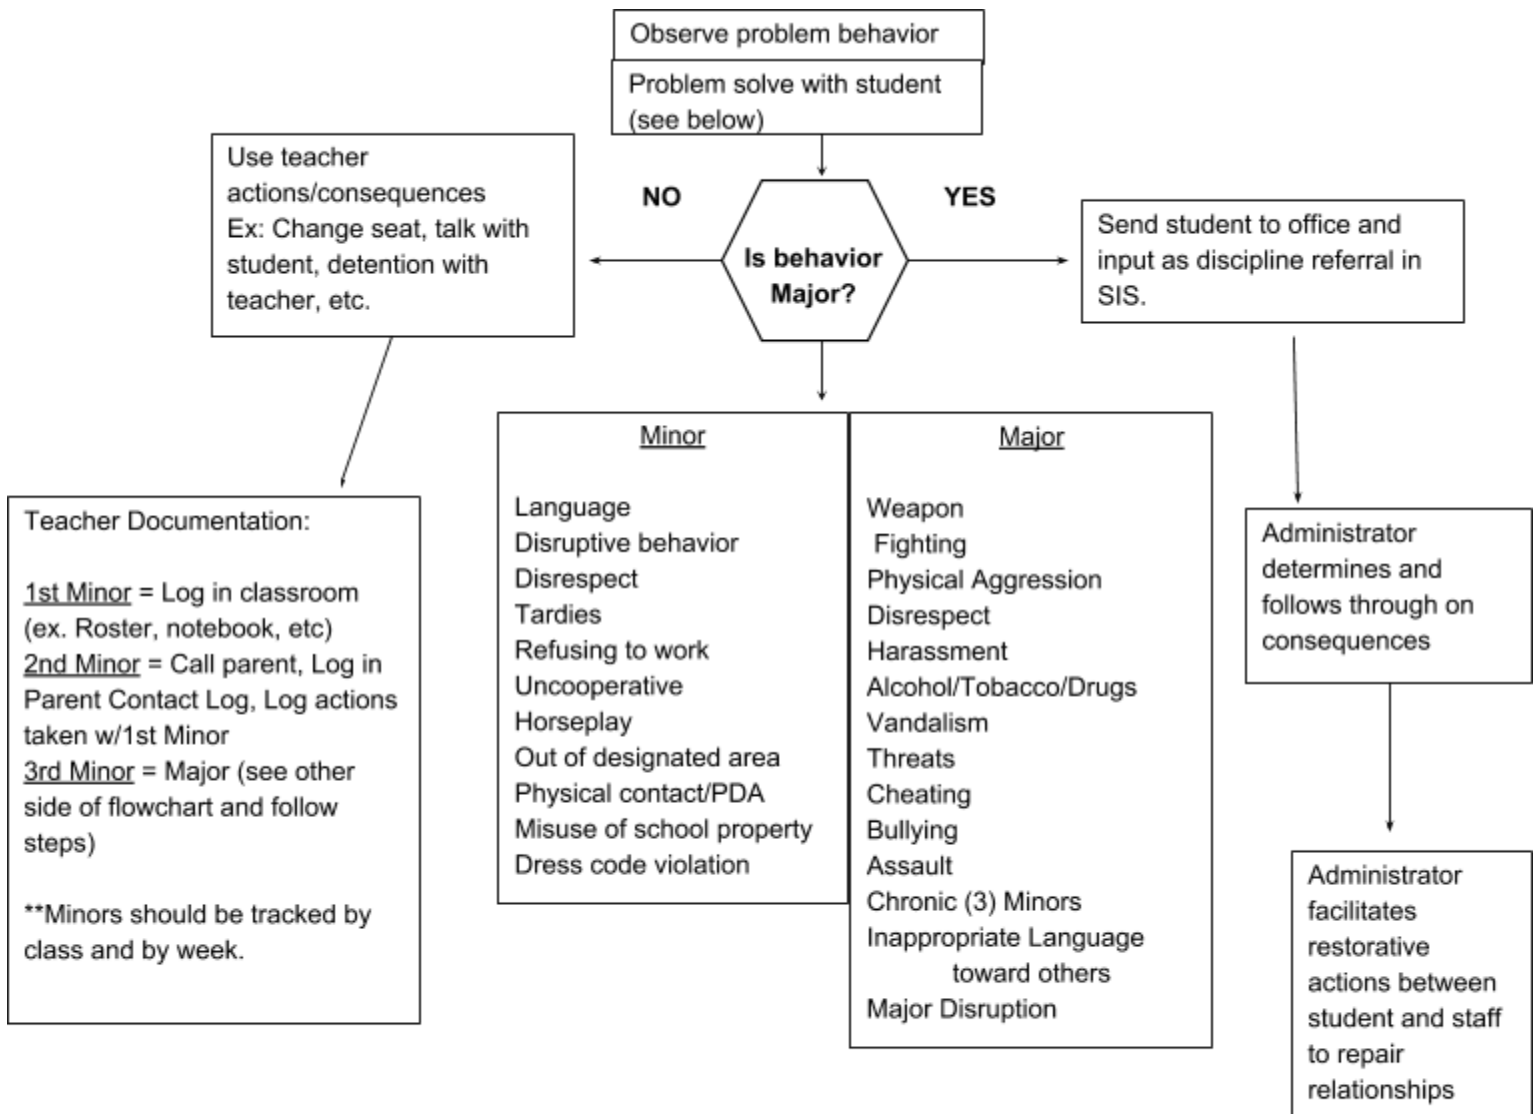 Observe problem behavior
Problem solve with student
(see below)
Use teacher
actions/consequences
Ex: Change seat, talk with
student, detention with
teacher, etc.
NO
YES
Is behavior
Major?
Send student to office and
input as discipline referral in
SIS.
Teacher Documentation:
1st Minor = Log in classroom
(ex. Roster, notebook, etc)
2nd Minor = Call parent, Log in
Parent Contact Log, Log actions
taken w/1st Minor
3rd Minor = Major (see other
side of flowchart and follow
steps)
**Minors should be tracked by
class and by week.
Minor
Language
Disruptive behavior
Disrespect
Tardies
Refusing to work
Uncooperative
Horseplay
Out of designated area
Physical contact/PDA
Misuse of school property
Dress code violation
Major
Weapon
Fighting
Physical Aggression
Disrespect
Harassment
Alcohol/Tobacco/Drugs
Vandalism
Threats
Cheating
Bullying
Assault
Chronic (3) Minors
Inappropriate Language
toward others
Major Disruption
Administrator
determines and
follows through on
consequences
Administrator
facilitates
restorative
actions between
student and staff
to repair
relationships